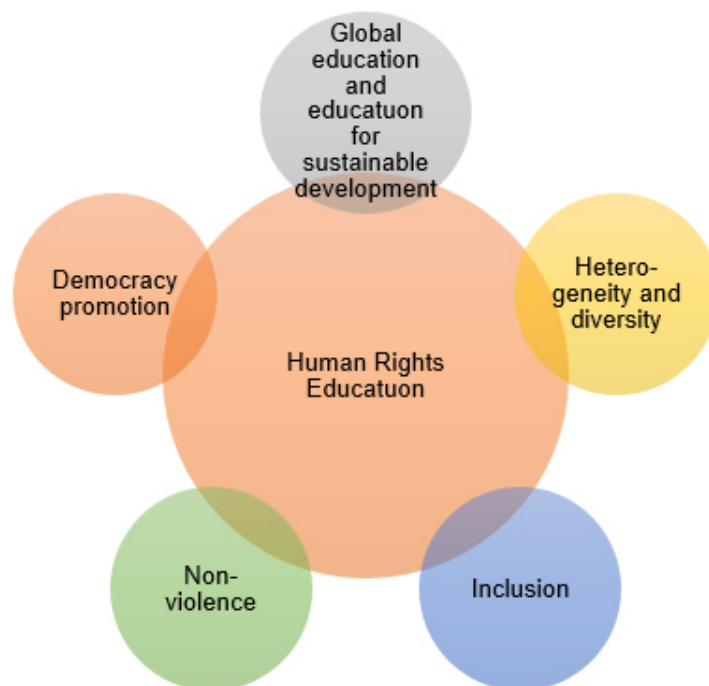 Global
education
and
educatuon
for
sustainable
development
Democracy
promotion
Hetero-
geneity and
diversity
Human Rights
Educatuon
Non-
violence
Inclusion